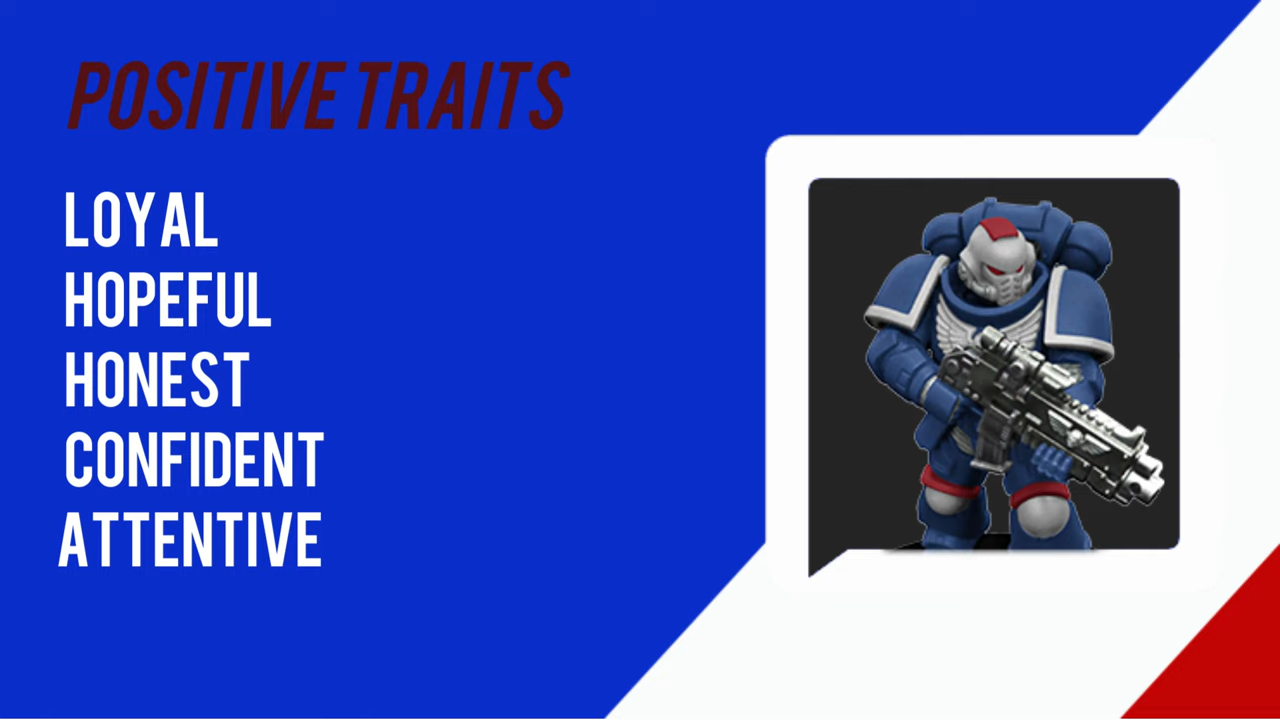 POSITIVE TRAITS
LOYAL
HOPEFUL
HONEST
CONFIDENT
ATTENTIVE